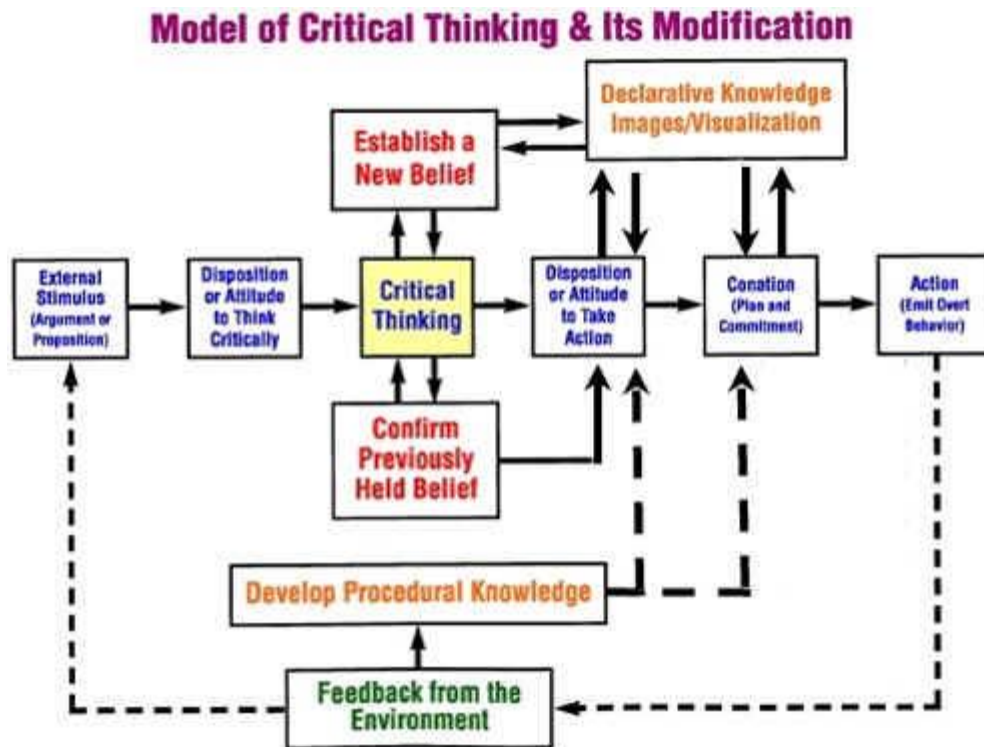 Model of Critical Thinking & Its Modification
Declarative Knowledge
Images/Visualization
Establish a
New Belief
External
Stimulus
(Argument or
Proposition)
Disposition
or Attitude
to Think
Critically
Critical
Thinking
Disposition
or Attitude
to Take
Action
Conation
(Plan and
Commitment)
Action
(Emit Overt
Behavior)
Confirm
Previously
Held Belief
Develop Procedural Knowledge
Feedback from the
Environment